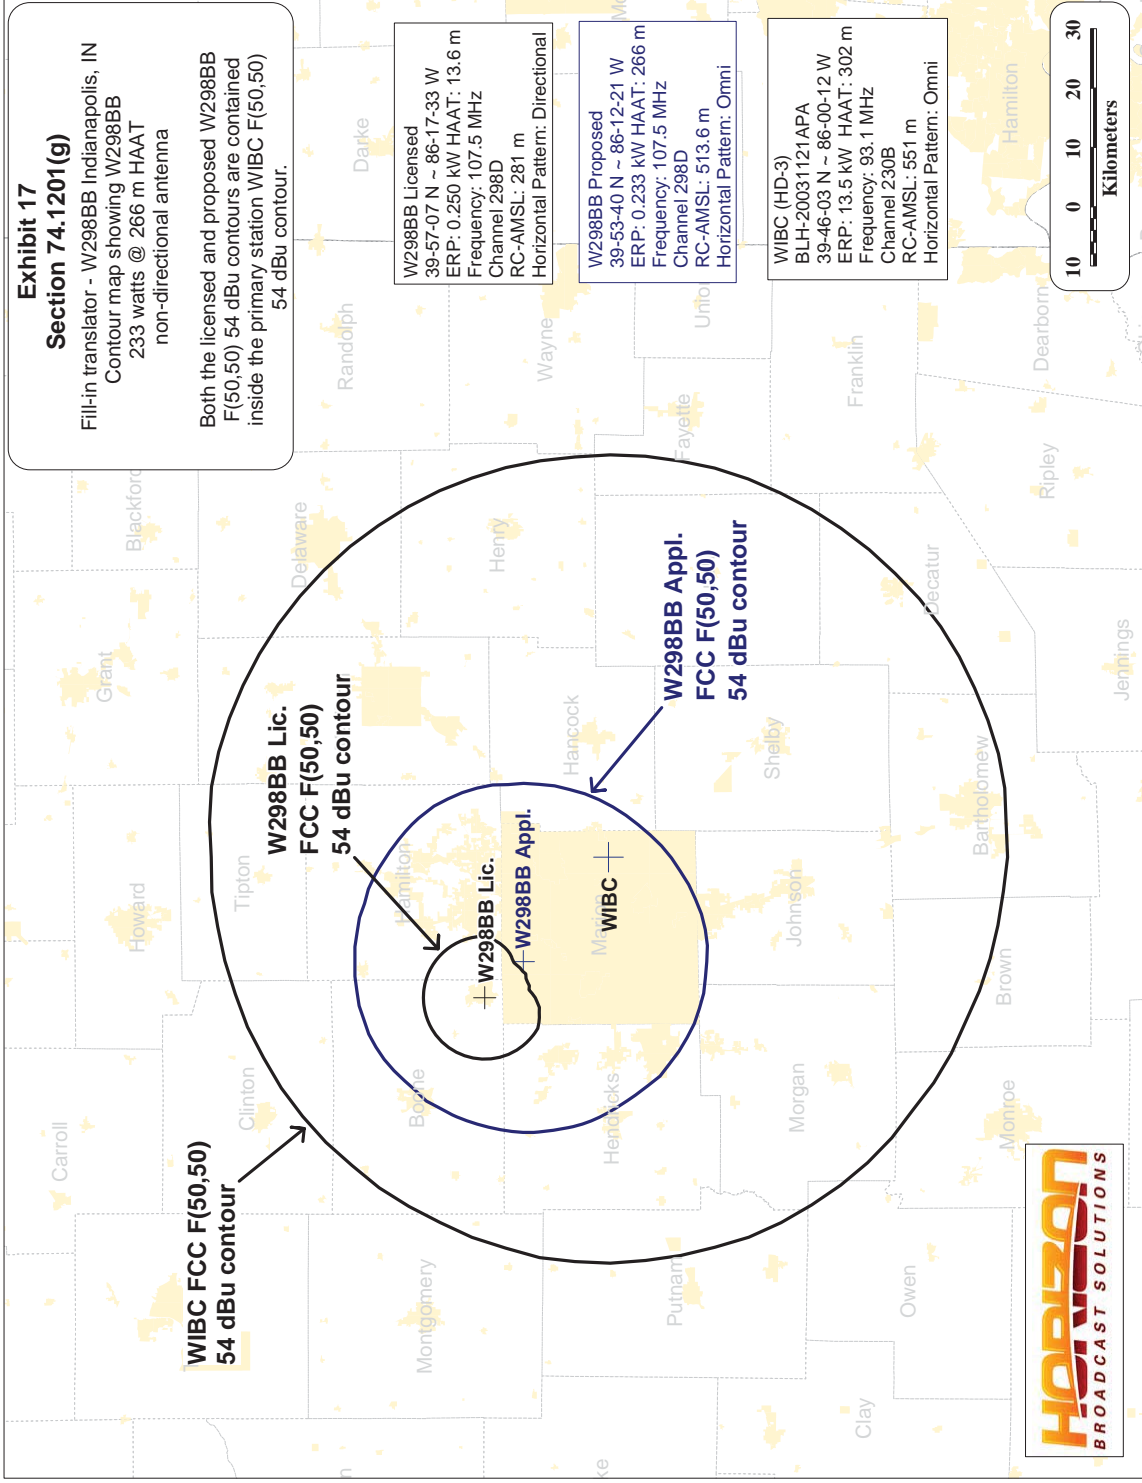 Exhibit 17
Section 74.1201(g)
Fill-in translator - W298BB Indianapolis, IN
Contour map showing W298BB
233 watts @ 266 m HAAT
non-directional antenna
Both the licensed and proposed W298BB
F(50,50) 54 dBu contours are contained
inside the primary station WIBC F(50,50)
54 dBu contour.
W298BB Licensed
39-57-07 N ~ 86-17-33 W
ERP: 0.250 kW HAAT: 13.6 m
Frequency: 107.5 MHz
Channel 298D
RC-AMSL: 281 m
Horizontal Pattern: Directional
W298BB Proposed
39-53-40 N ~ 86-12-21 W
ERP: 0.233 kW HAAT: 266 m
Frequency: 107.5 MHz
Channel 298D
RC-AMSL: 513.6 m
Horizontal Pattern: Omni
WIBC (HD-3)
BLH-20031121APA
39-46-03 N ~ 86-00-12 W
ERP: 13.5 kW HAAT: 302 m
Frequency: 93.1 MHz
Channel 230B
RC-AMSL: 551 m
Horizontal Pattern: Omni
10 0 10 20 30
Kilometers
WIBC FCC F(50,50)
54 dBu contour
W298BB Lic.
FCC F(50,50)
54 dBu contour
W298BB Appl.
FCC F(50,50)
54 dBu contour
W298BB Lic.
W298BB Appl.
WIBC
Carroll
Grant
Blackford
Howard
Tipton
Clinton
Delaware
Randolph
Darke
Montgomery
Boone
Hamilton
Henry
Wayne
Hancock
Marion
Hendricks
Putnam
Fayette
Union
Shelby
Johnson
Morgan
Franklin
Owen
Clay
Decatur
Bartholomew
Brown
Monroe
Ripley
Dearborn
Hamilton
Jennings
HORIZON
BROADCAST SOLUTIONS